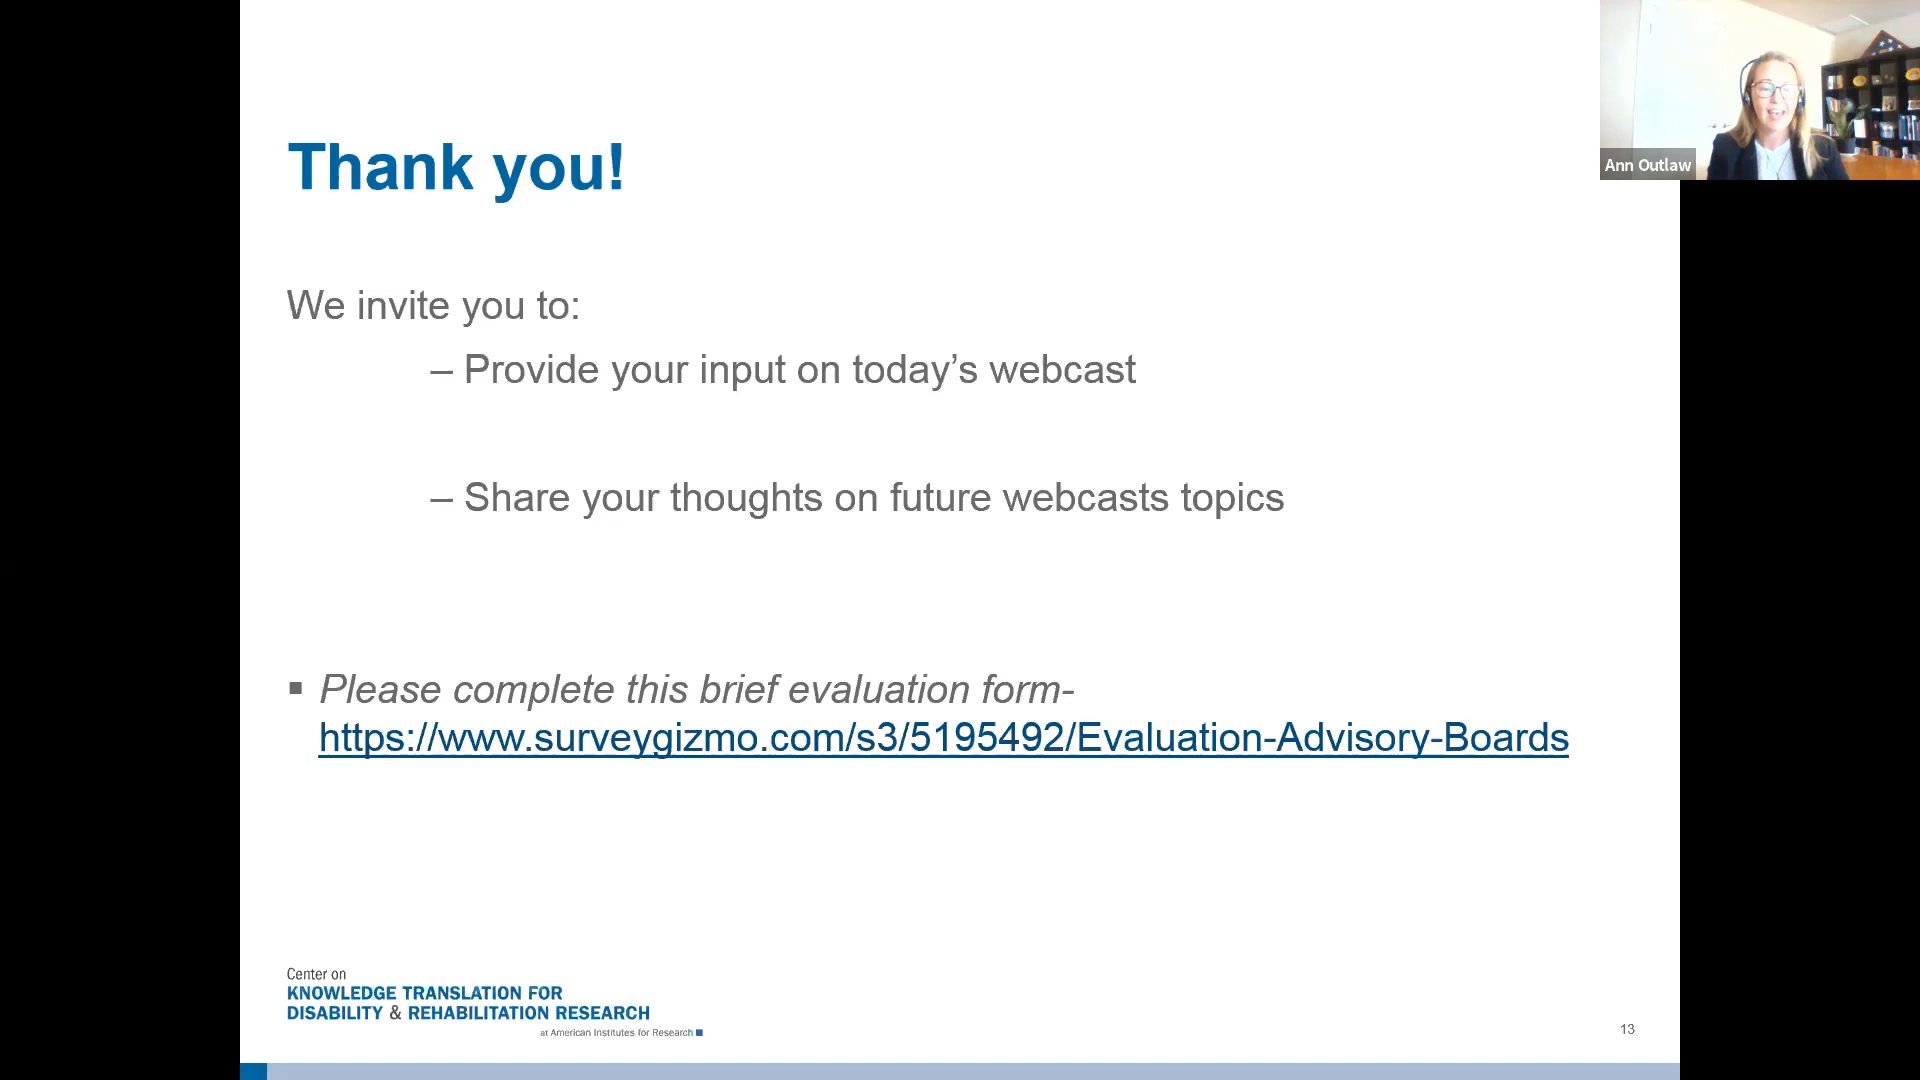 Thank you!
Ann Outlaw
We invite you to:
– Provide your input on today’s webcast
– Share your thoughts on future webcasts topics
▪ Please complete this brief evaluation form-
https://www.surveygizmo.com/s3/5195492/Evaluation-Advisory-Boards
Center on
KNOWLEDGE TRANSLATION FOR
DISABILITY & REHABILITATION RESEARCH
at American Institutes for Research
13